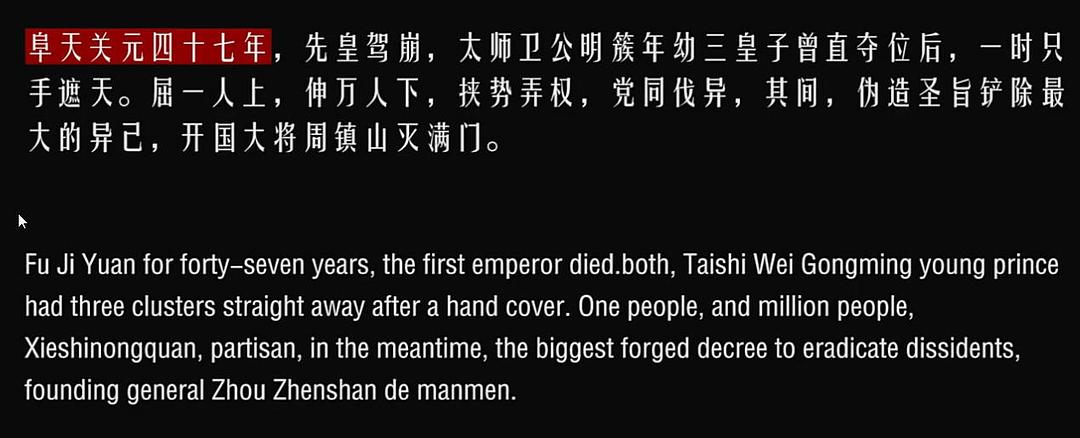 阜天关元四十七年，先皇驾崩，太师卫公明簇年幼三皇子曾直夺位后，一时只
手遮天。屈一人上，伸万人下，挟势弄权，党同伐异，其间，伪造圣旨铲除最
大的异己，开国大将周镇山灭满门。
Fu Ji Yuan for forty–seven years, the first emperor died.both, Taishi Wei Gongming young prince
had three clusters straight away after a hand cover. One people, and million people,
Xieshinongquan, partisan, in the meantime, the biggest forged decree to eradicate dissidents,
founding general Zhou Zhenshan de manmen.